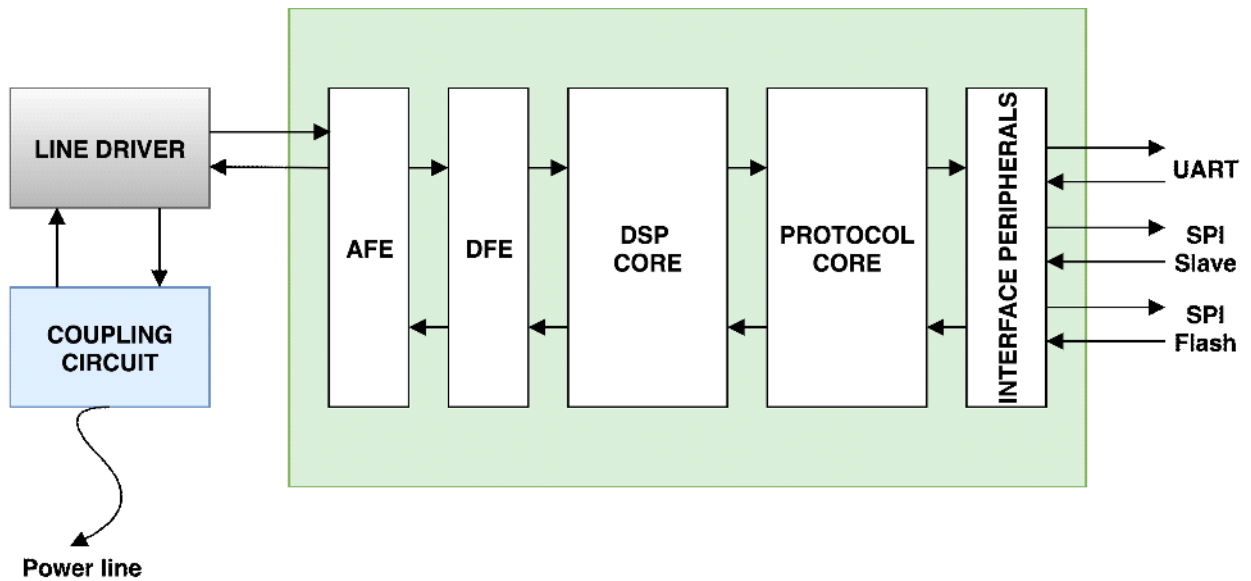 LINE DRIVER
COUPLING
CIRCUIT
Power line
AFE
DFE
DSP
CORE
PROTOCOL
CORE
INTERFACE PERIPHERALS
UART
SPI
Slave
SPI
Flash